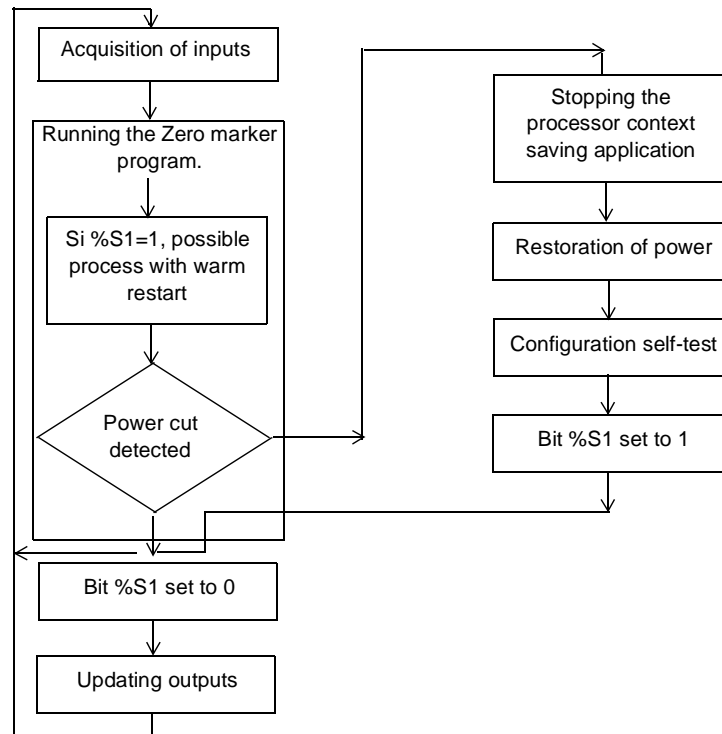 Acquisition of inputs
Running the Zero marker
program.
Si %S1=1, possible
process with warm
restart
Power cut
detected
Bit %S1 set to 0
Updating outputs
Stopping the
processor context
saving application
Restoration of power
Configuration self-test
Bit %S1 set to 1